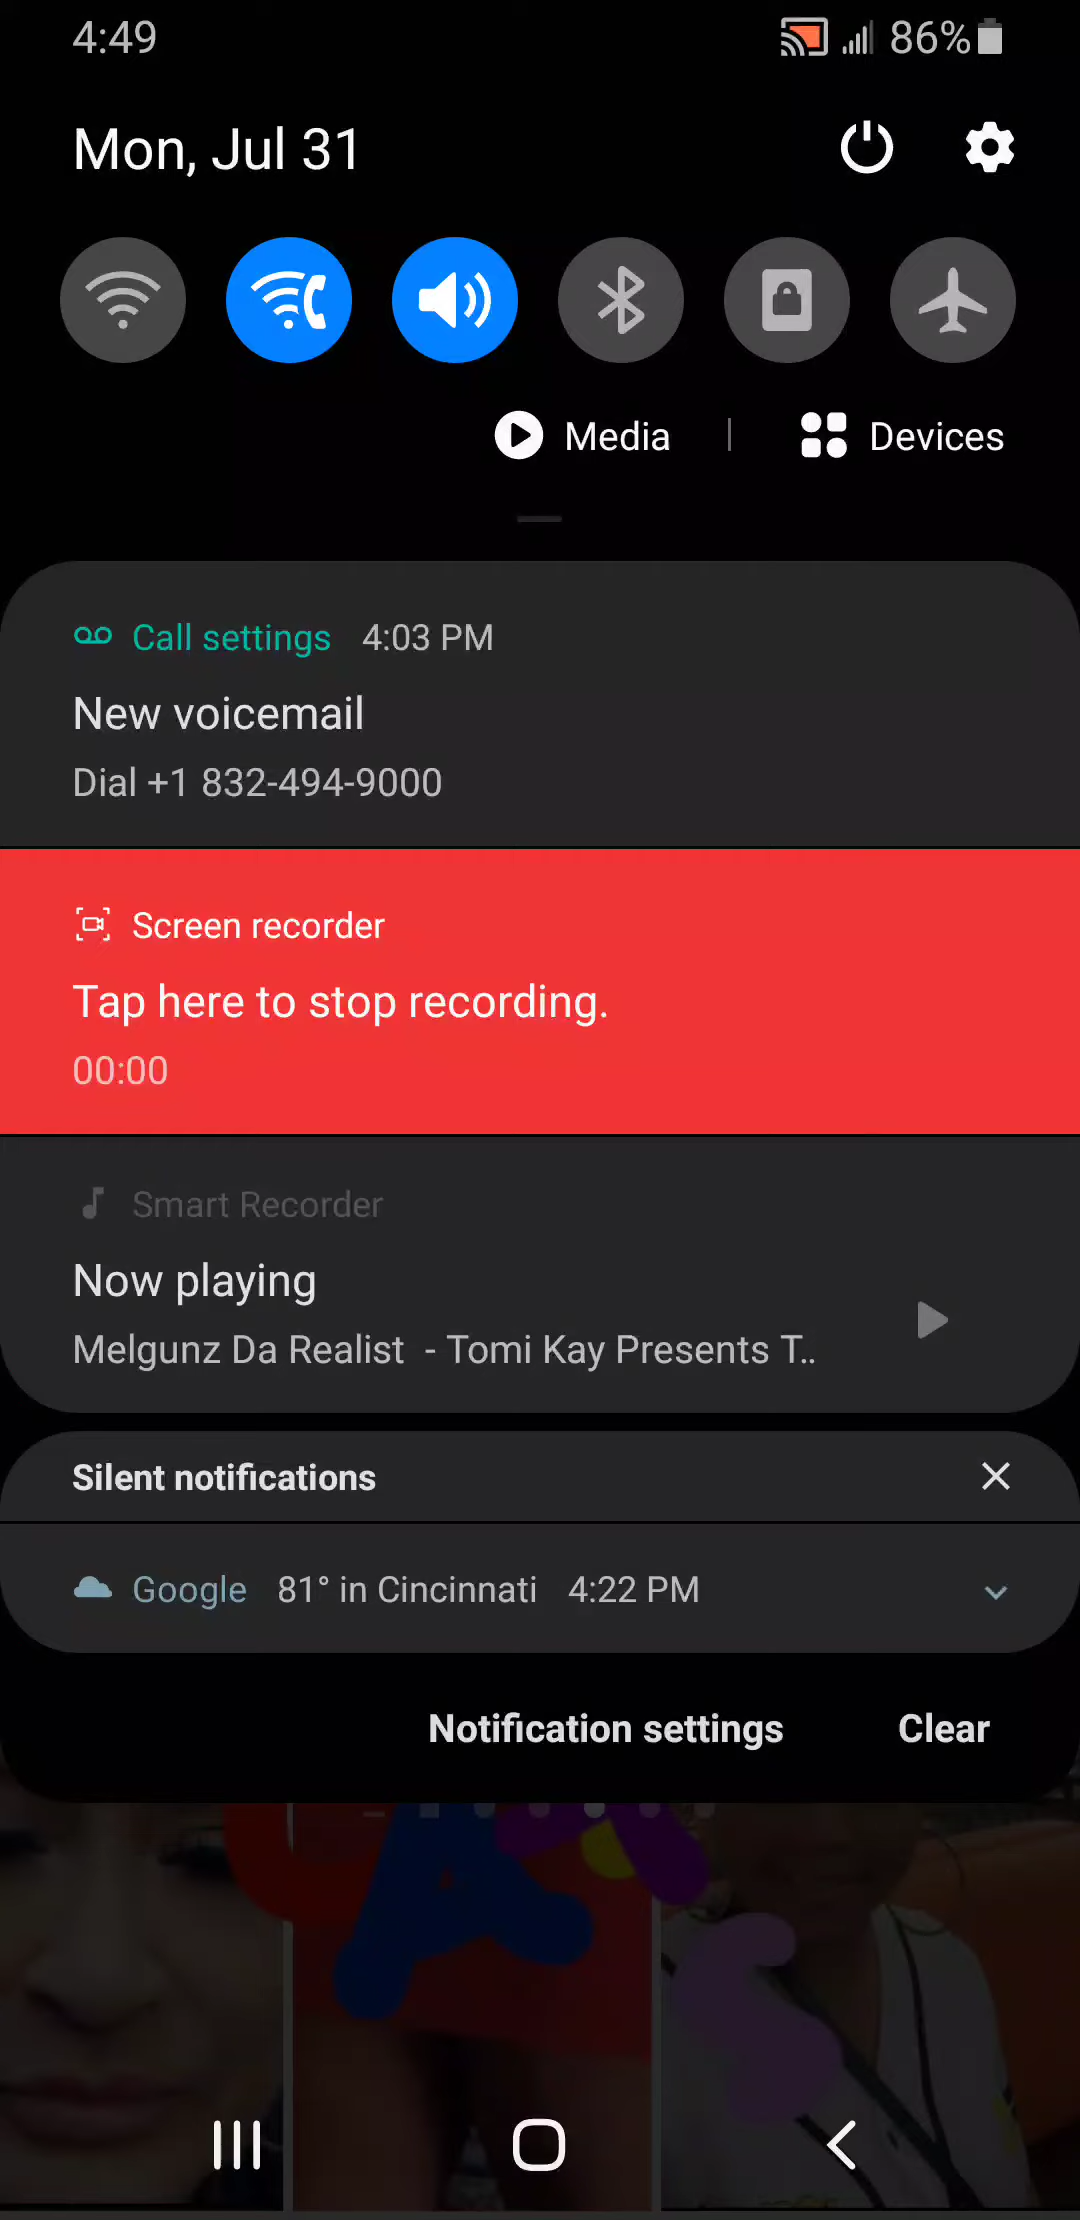 4:49
86%
Mon, Jul 31
Media
Devices
Call settings 4:03 PM
New voicemail
Dial +1 832-494-9000
Screen recorder
Tap here to stop recording.
00:00
Smart Recorder
Now playing
Melgunz Da Realist - Tomi Kay Presents T..
Silent notifications
Google 81° in Cincinnati 4:22 PM
Notification settings
Clear